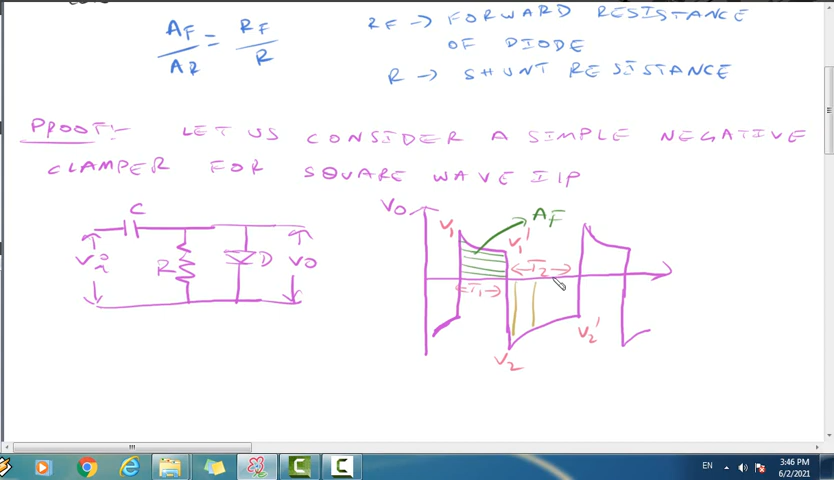 AF/AR = RF/R
RF → FORWARD RESISTANCE
OF DIODE
R → SHUNT RESISTANCE
PROOF:- LET US CONSIDER A SIMPLE NEGATIVE
CLAMPER FOR SQUARE WAVE I/P
C
Vi
R
D
VO
VO
V1
AF
V1'
T1
T2
V2
V2'
EN
3:46 PM
6/2/2021